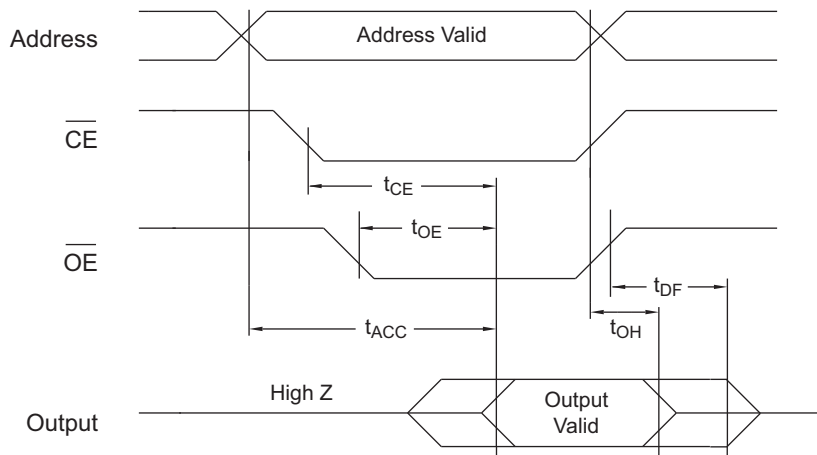 Address
Address Valid
CE
tCE
tOE
OE
tDF
tACC
tOH
High Z
Output
Output
Valid